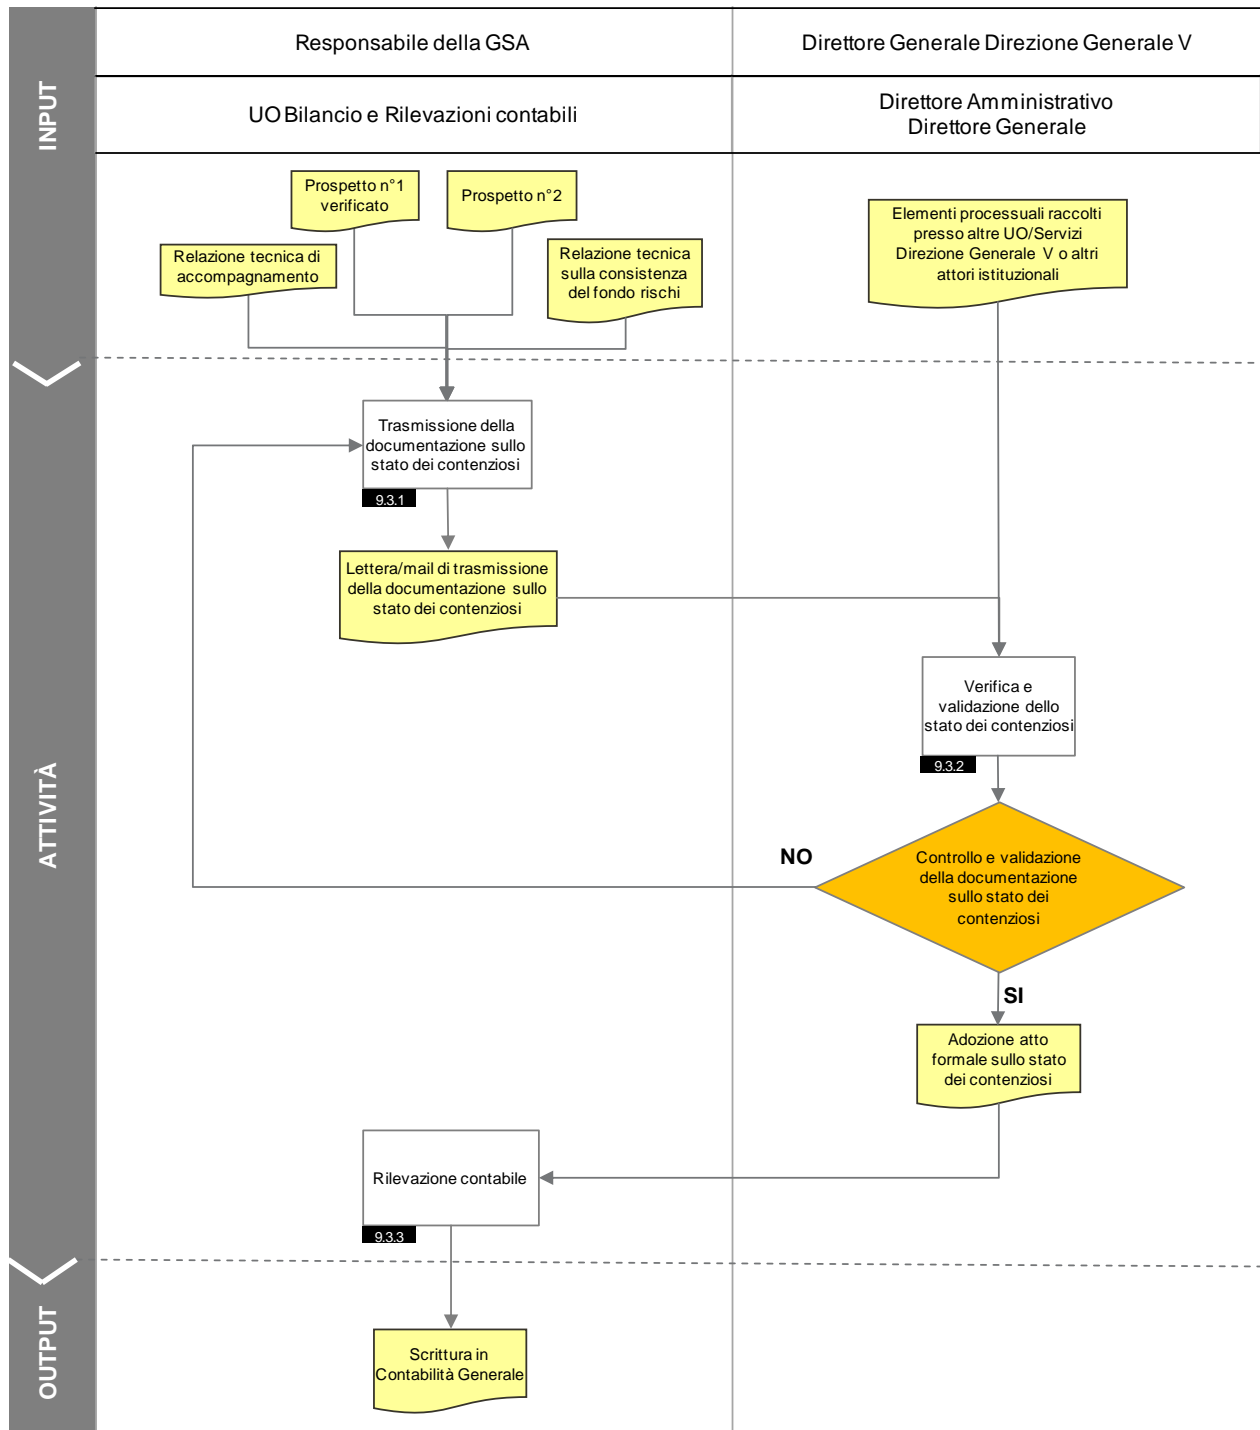 INPUT
Responsabile della GSA
Direttore Generale Direzione Generale V
UO Bilancio e Rilevazioni contabili
Direttore Amministrativo
Direttore Generale
Prospetto n°1
verificato
Prospetto n°2
Relazione tecnica di
accompagnamento
Relazione tecnica
sulla consistenza
del fondo rischi
Elementi processuali raccolti
presso altre UO/Servizi
Direzione Generale V o altri
attori istituzionali
ATTIVITÀ
Trasmissione della
documentazione sullo
stato dei contenziosi
9.3.1
Lettera/mail di trasmissione
della documentazione sullo
stato dei contenziosi
Verifica e
validazione dello
stato dei contenziosi
9.3.2
NO
Controllo e validazione
della documentazione
sullo stato dei
contenziosi
SI
Adozione atto
formale sullo stato
dei contenziosi
Rilevazione contabile
9.3.3
OUTPUT
Scrittura in
Contabilità Generale